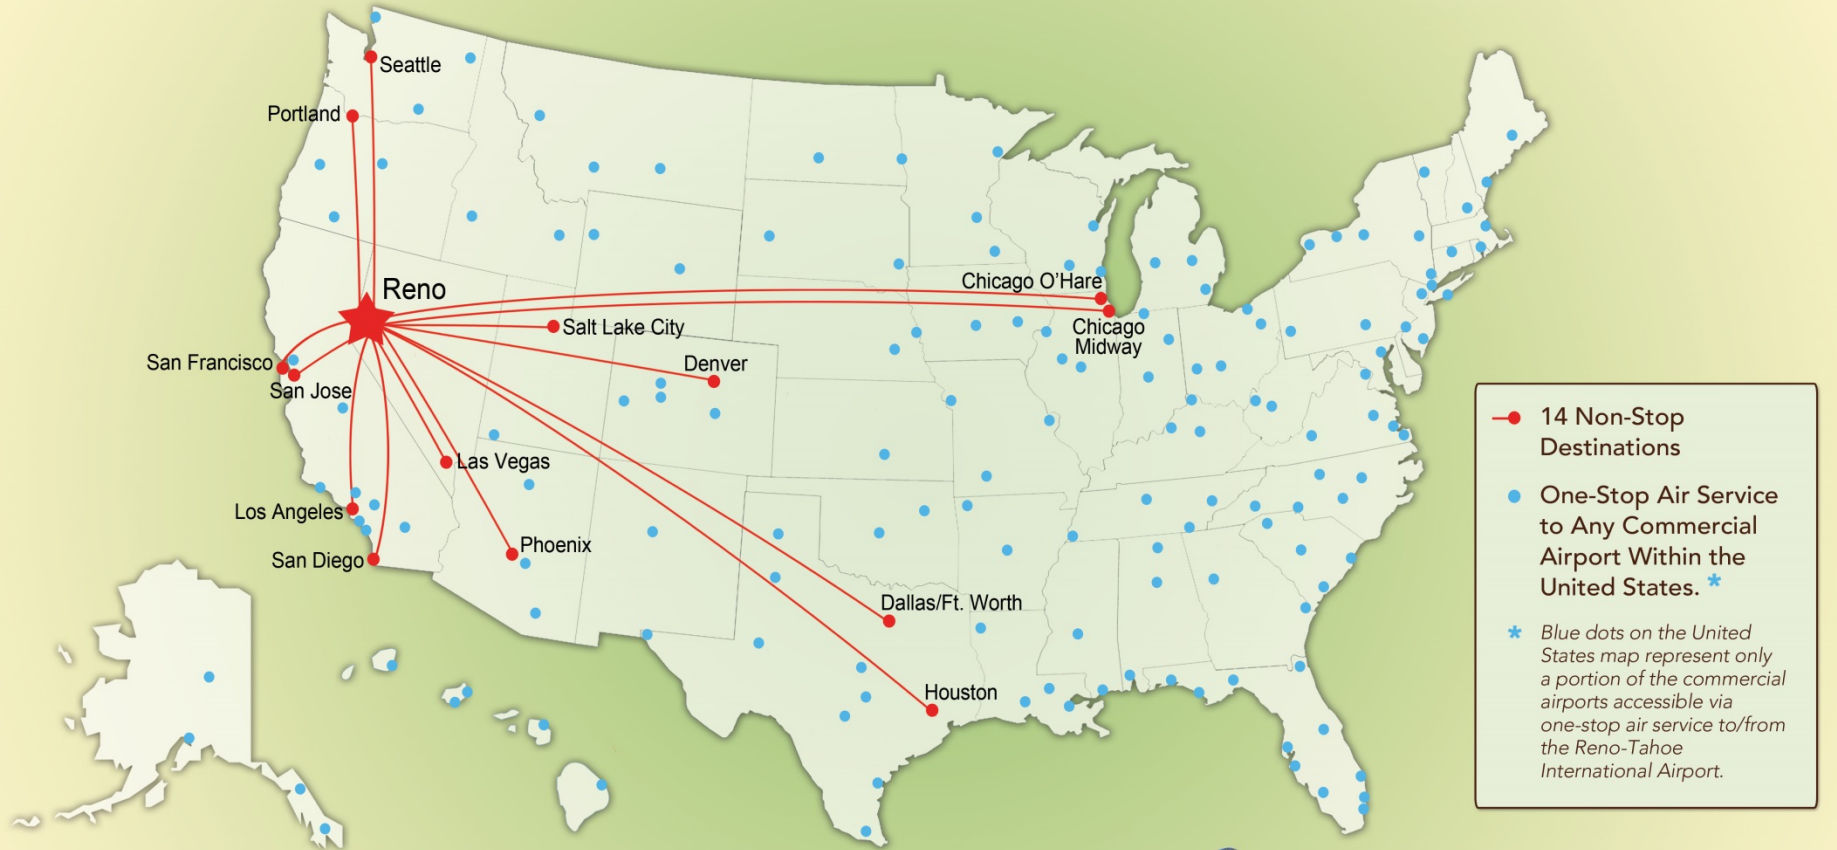 Seattle
Portland
Reno
Chicago O'Hare
Salt Lake City
Chicago
Midway
San Francisco
Denver
San Jose
Las Vegas
Los Angeles
Phoenix
San Diego
Dallas/Ft. Worth
Houston
14 Non-Stop
Destinations
One-Stop Air Service
to Any Commercial
Airport Within the
United States. *
* Blue dots on the United
States map represent only
a portion of the commercial
airports accessible via
one-stop air service to/from
the Reno-Tahoe
International Airport.